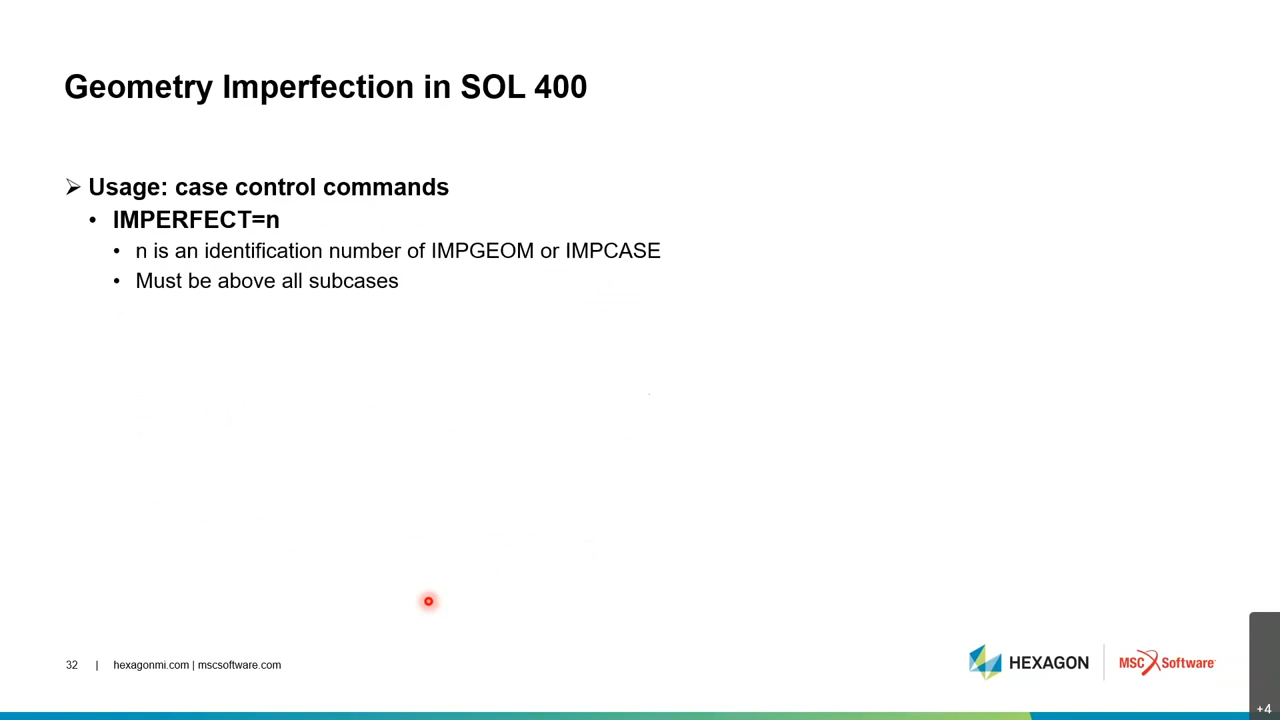 Geometry Imperfection in SOL 400
➢ Usage: case control commands
• IMPERFECT=n
• n is an identification number of IMPGEOM or IMPCASE
• Must be above all subcases
32 | hexagonmi.com | mscsoftware.com
HEXAGON
MSC Software
+4